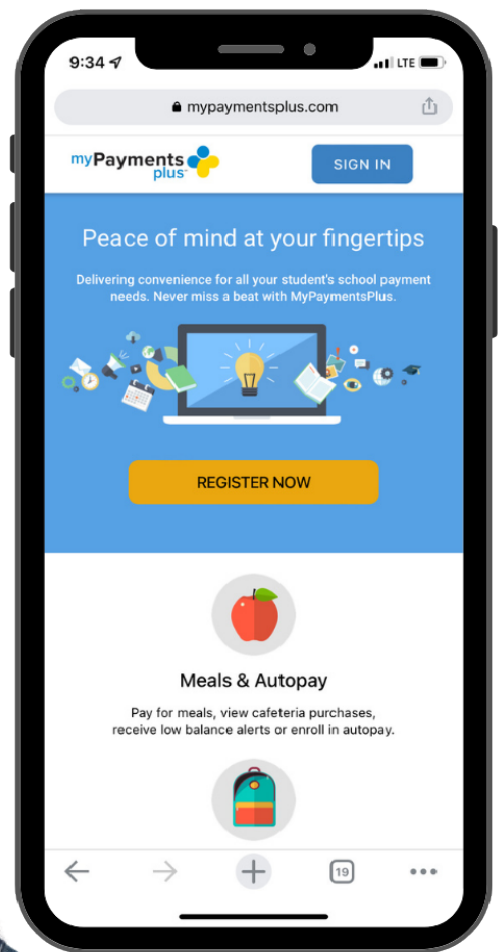 9:34
LTE
mypaymentsplus.com
myPayments
plus
SIGN IN
Peace of mind at your fingertips
Delivering convenience for all your student's school payment
needs. Never miss a beat with MyPaymentsPlus.
REGISTER NOW
Meals & Autopay
Pay for meals, view cafeteria purchases,
receive low balance alerts or enroll in autopay.
19